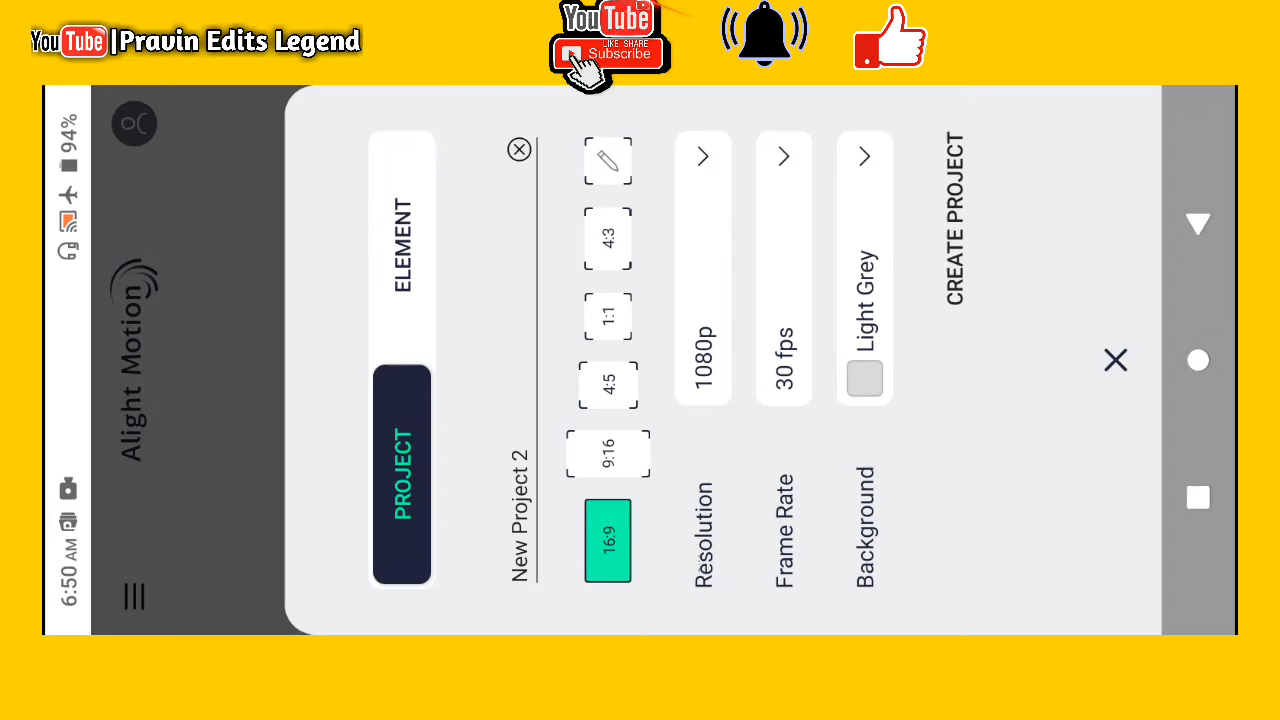 YouTube|Pravin Edits Legend
YouTube
LIKE SHARE
Subscribe
6:50 AM
94%
Alight Motion
PROJECT
ELEMENT
New Project 2
16:9
9:16
4:5
1:1
4:3
Resolution
1080p
Frame Rate
30 fps
Background
Light Grey
CREATE PROJECT